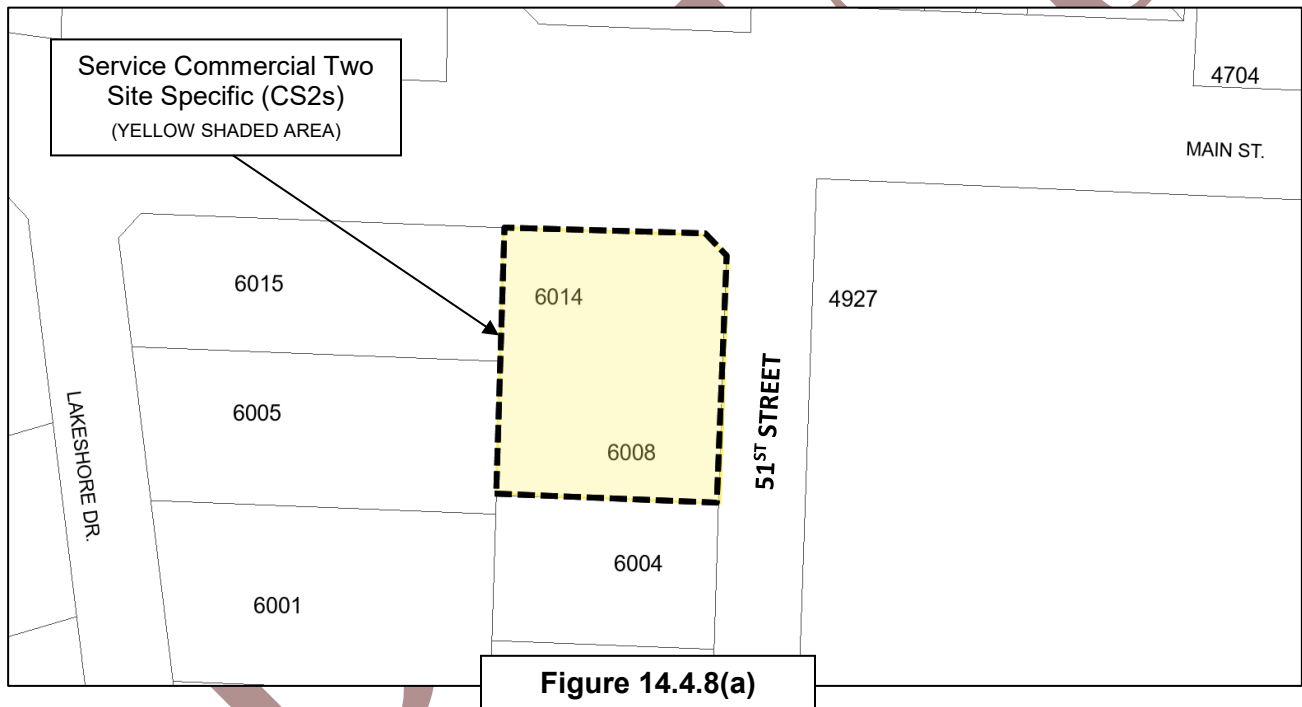 Service Commercial Two
Site Specific (CS2s)
(YELLOW SHADED AREA)
4704
MAIN ST.
6015
6014
4927
6005
6008
LAKESHORE DR.
51ST STREET
6004
6001
Figure 14.4.8(a)